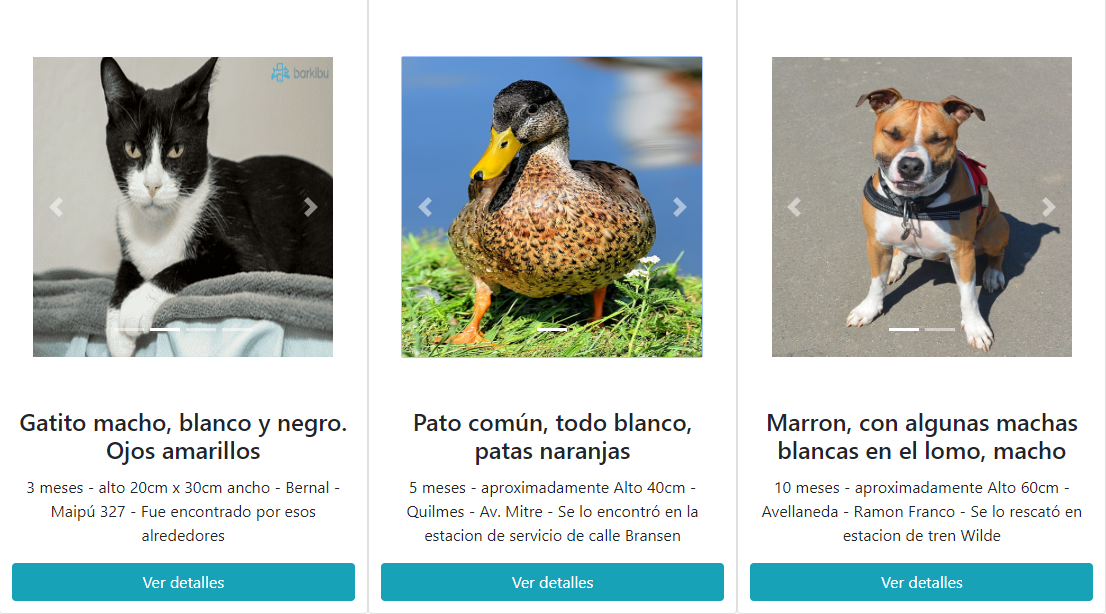 barkibu
Gatito macho, blanco y negro.
Ojos amarillos
3 meses - alto 20cm x 30cm ancho - Bernal -
Maipú 327 - Fue encontrado por esos
alrededores
Ver detalles
Pato común, todo blanco,
patas naranjas
5 meses - aproximadamente Alto 40cm -
Quilmes - Av. Mitre - Se lo encontró en la
estacion de servicio de calle Bransen
Ver detalles
Marron, con algunas machas
blancas en el lomo, macho
10 meses - aproximadamente Alto 60cm -
Avellaneda - Ramon Franco - Se lo rescató en
estacion de tren Wilde
Ver detalles